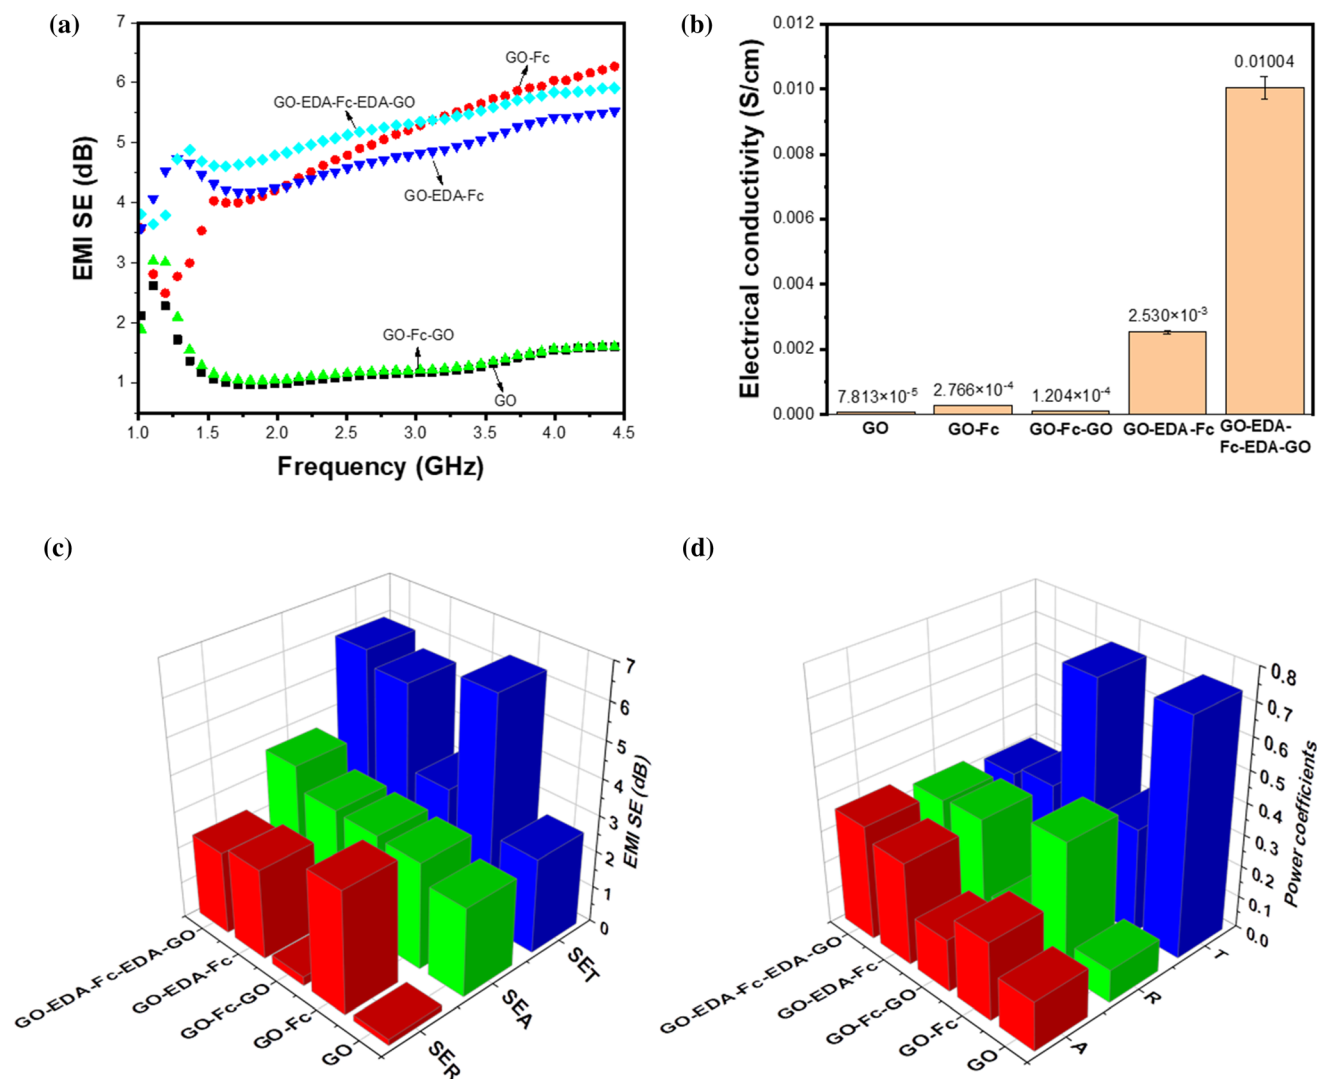 (a)
7
6
5
4
3
2
1
EMI SE (dB)
GO-Fc
GO-EDA-Fc-EDA-GO
GO-EDA-Fc
GO-Fc-GO
GO
1.0 1.5 2.0 2.5 3.0 3.5 4.0 4.5
Frequency (GHz)
(b)
0.012
0.010
0.008
0.006
0.004
0.002
0.000
Electrical conductivity (S/cm)
7.813×10⁻⁵
2.766×10⁻⁴
1.204×10⁻⁴
2.530×10⁻³
0.01004
GO GO-Fc GO-Fc-GO GO-EDA-Fc GO-EDA-
Fc-EDA-GO
(c)
7
6
5
4
3
2
1
0
EMI SE (dB)
GO-EDA-Fc-EDA-GO
GO-EDA-Fc
GO-Fc-GO
GO-Fc
GO
SER
SEA
SET
(d)
0.8
0.7
0.6
0.5
0.4
0.3
0.2
0.1
0.0
Power coefficients
GO-EDA-Fc-EDA-GO
GO-EDA-Fc
GO-Fc-GO
GO-Fc
GO
A
R
T